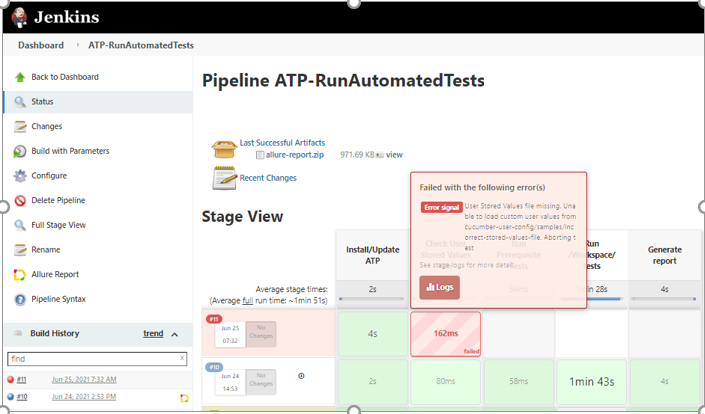 Jenkins
Dashboard › ATP-RunAutomatedTests
Back to Dashboard
Status
Changes
Build with Parameters
Configure
Delete Pipeline
Full Stage View
Rename
Allure Report
Pipeline Syntax
Build History trend
find x
#11 Jun 25, 2021 7:32 AM
#10 Jun 24, 2021 2:53 PM
Pipeline ATP-RunAutomatedTests
Last Successful Artifacts
allure-report.zip 971.69 KB view
Recent Changes
Stage View
Failed with the following error(s)
Error signal User Stored Values file missing. Una
ble to load custom user values from
cucumber-user-config/samples/inc
orrect-stored-values-file. Aborting t
est
See stage logs for more detail.
Logs
Install/Update
ATP
Check User
Stored Values
Run
Prerequisite
Tests
Run
/Workspace/
Tests
Generate
report
Average stage times:
(Average full run time: ~1min 51s)
2s
1min 28s
4s
#11
Jun 25
07:32
No
Changes
4s
162ms
failed
#10
Jun 24
14:53
No
Changes
2s
80ms
58ms
1min 43s
4s